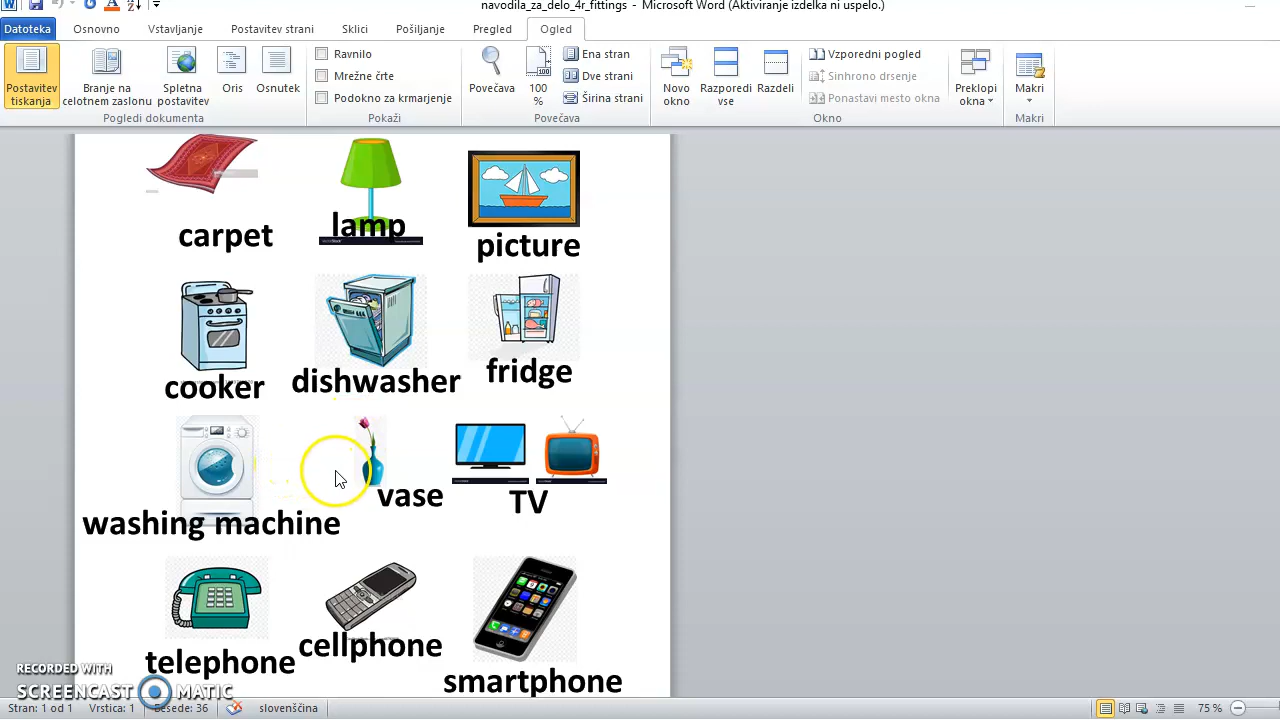 navodila_za_delo_4r_fittings - Microsoft Word (Aktiviranje izdelka ni uspelo.)
Datoteka Osnovno Vstavljanje Postavitev strani Sklici Pošiljanje Pregled Ogled
Postavitev tiskanja
Branje na celotnem zaslonu
Spletna postavitev
Oris
Osnutek
Pogledi dokumenta
Ravnilo
Mrežne črte
Podokno za krmarjenje
Pokaži
Povečava
100 %
Ena stran
Dve strani
Širina strani
Povečava
Novo okno
Razporedi vse
Razdeli
Vzporedni pogled
Sinhrono drsenje
Ponastavi mesto okna
Preklopi okna
Okno
Makri
Makri
carpet lamp picture
cooker dishwasher fridge
washing machine vase TV
telephone cellphone smartphone
RECORDED WITH
SCREENCAST MATIC
Stran: 1 od 1 Vrstica: 1 Besede: 36 slovenščina 75 %